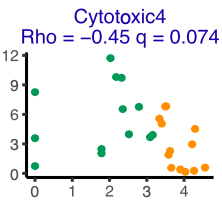 Cytotoxic4
Rho = −0.45 q = 0.074
12
9
6
3
0
0 1 2 3 4